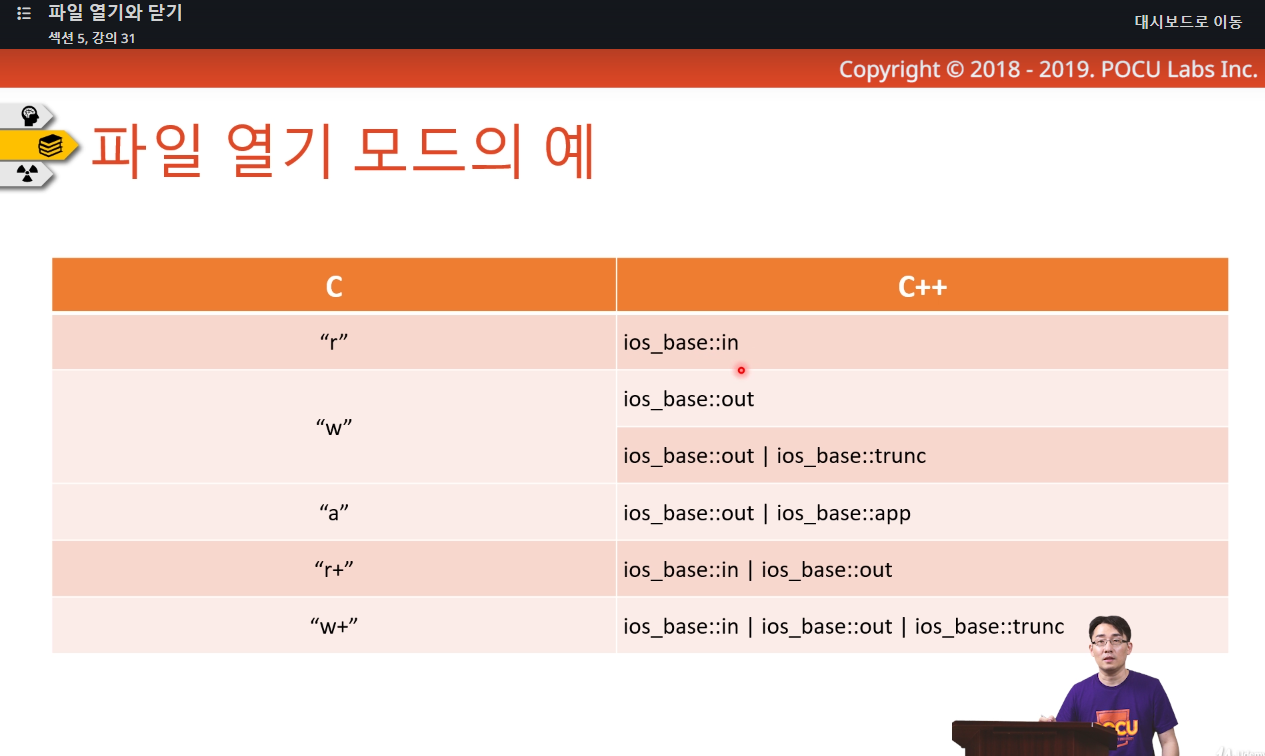 파일 열기와 닫기
섹션 5, 강의 31
대시보드로 이동
Copyright © 2018 - 2019. POCU Labs Inc.
파일 열기 모드의 예
C
C++
“r”
ios_base::in
“w”
ios_base::out
ios_base::out | ios_base::trunc
“a”
ios_base::out | ios_base::app
“r+”
ios_base::in | ios_base::out
“w+”
ios_base::in | ios_base::out | ios_base::trunc